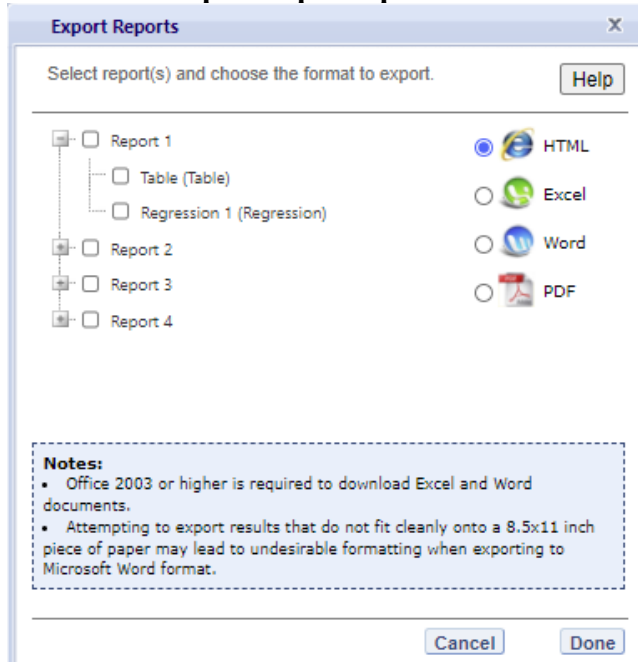 Export Reports x
Select report(s) and choose the format to export.
Help
Report 1
Table (Table)
Regression 1 (Regression)
Report 2
Report 3
Report 4
HTML
Excel
Word
PDF
Notes:
• Office 2003 or higher is required to download Excel and Word
documents.
• Attempting to export results that do not fit cleanly onto a 8.5x11 inch
piece of paper may lead to undesirable formatting when exporting to
Microsoft Word format.
Cancel Done